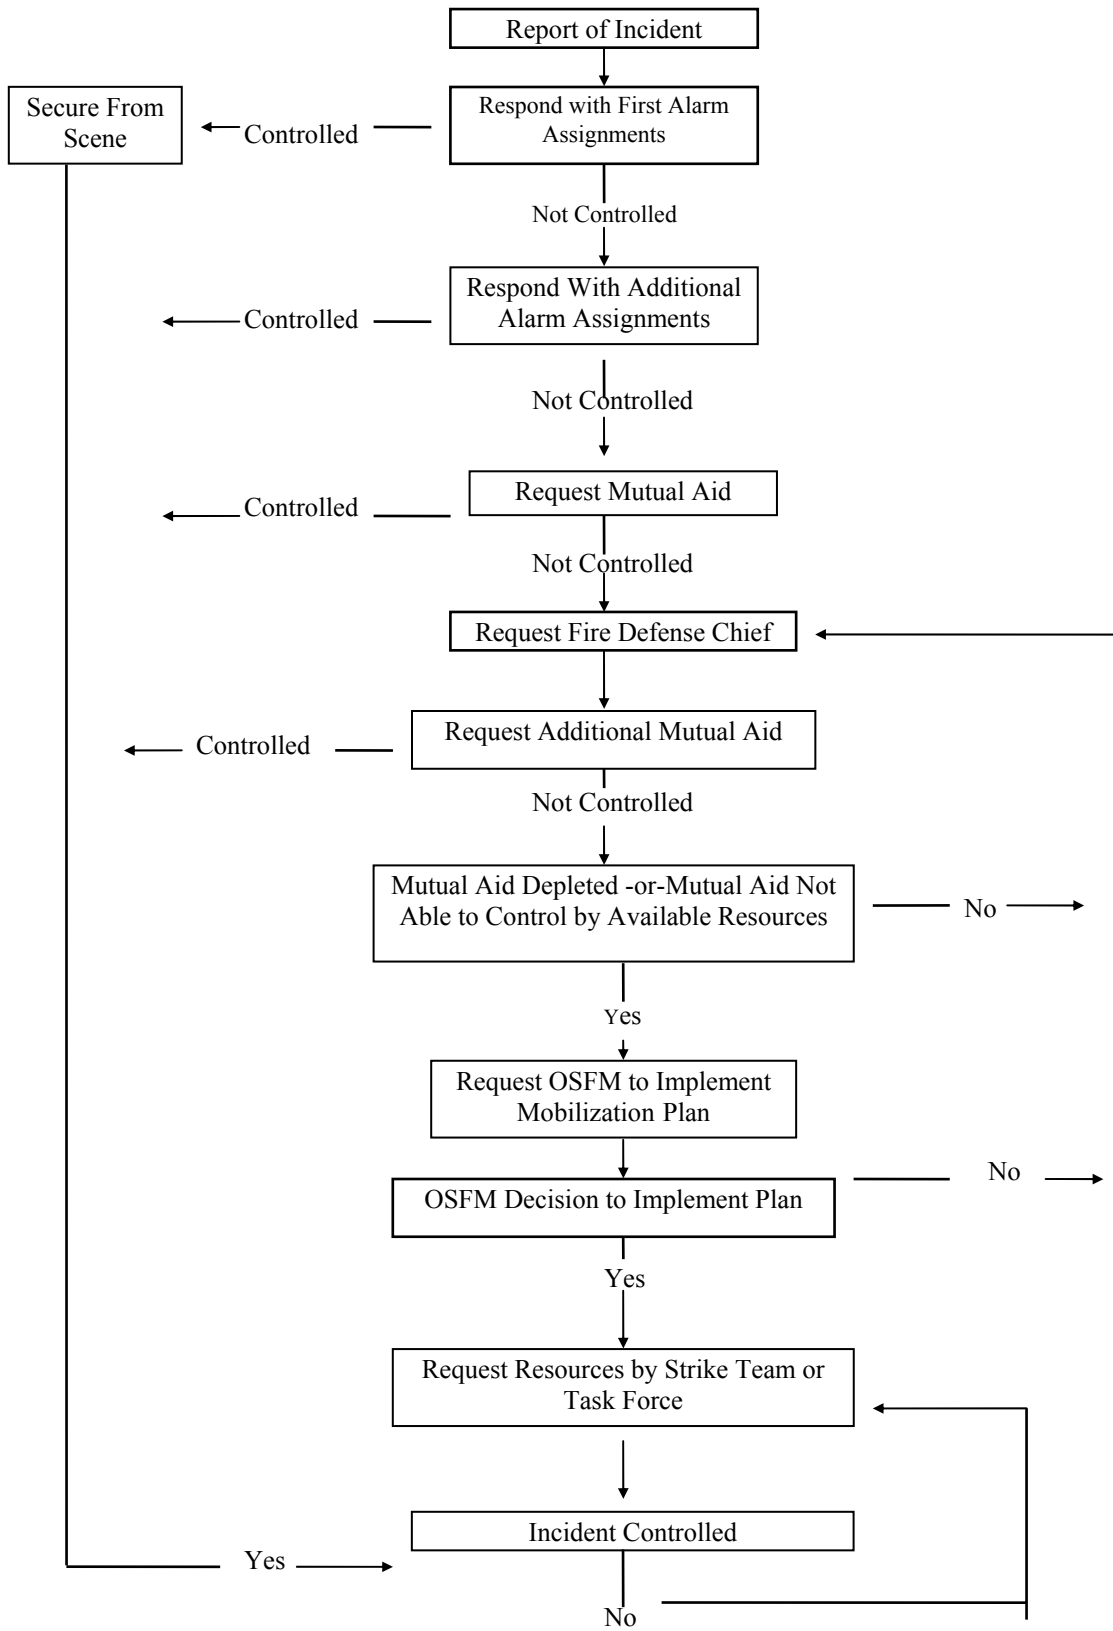 Report of Incident
Respond with First Alarm
Assignments
Secure From
Scene
Controlled
Not Controlled
Respond With Additional
Alarm Assignments
Controlled
Not Controlled
Request Mutual Aid
Controlled
Not Controlled
Request Fire Defense Chief
Request Additional Mutual Aid
Controlled
Not Controlled
Mutual Aid Depleted -or-Mutual Aid Not
Able to Control by Available Resources
No
Yes
Request OSFM to Implement
Mobilization Plan
OSFM Decision to Implement Plan
No
Yes
Request Resources by Strike Team or
Task Force
Incident Controlled
Yes
No